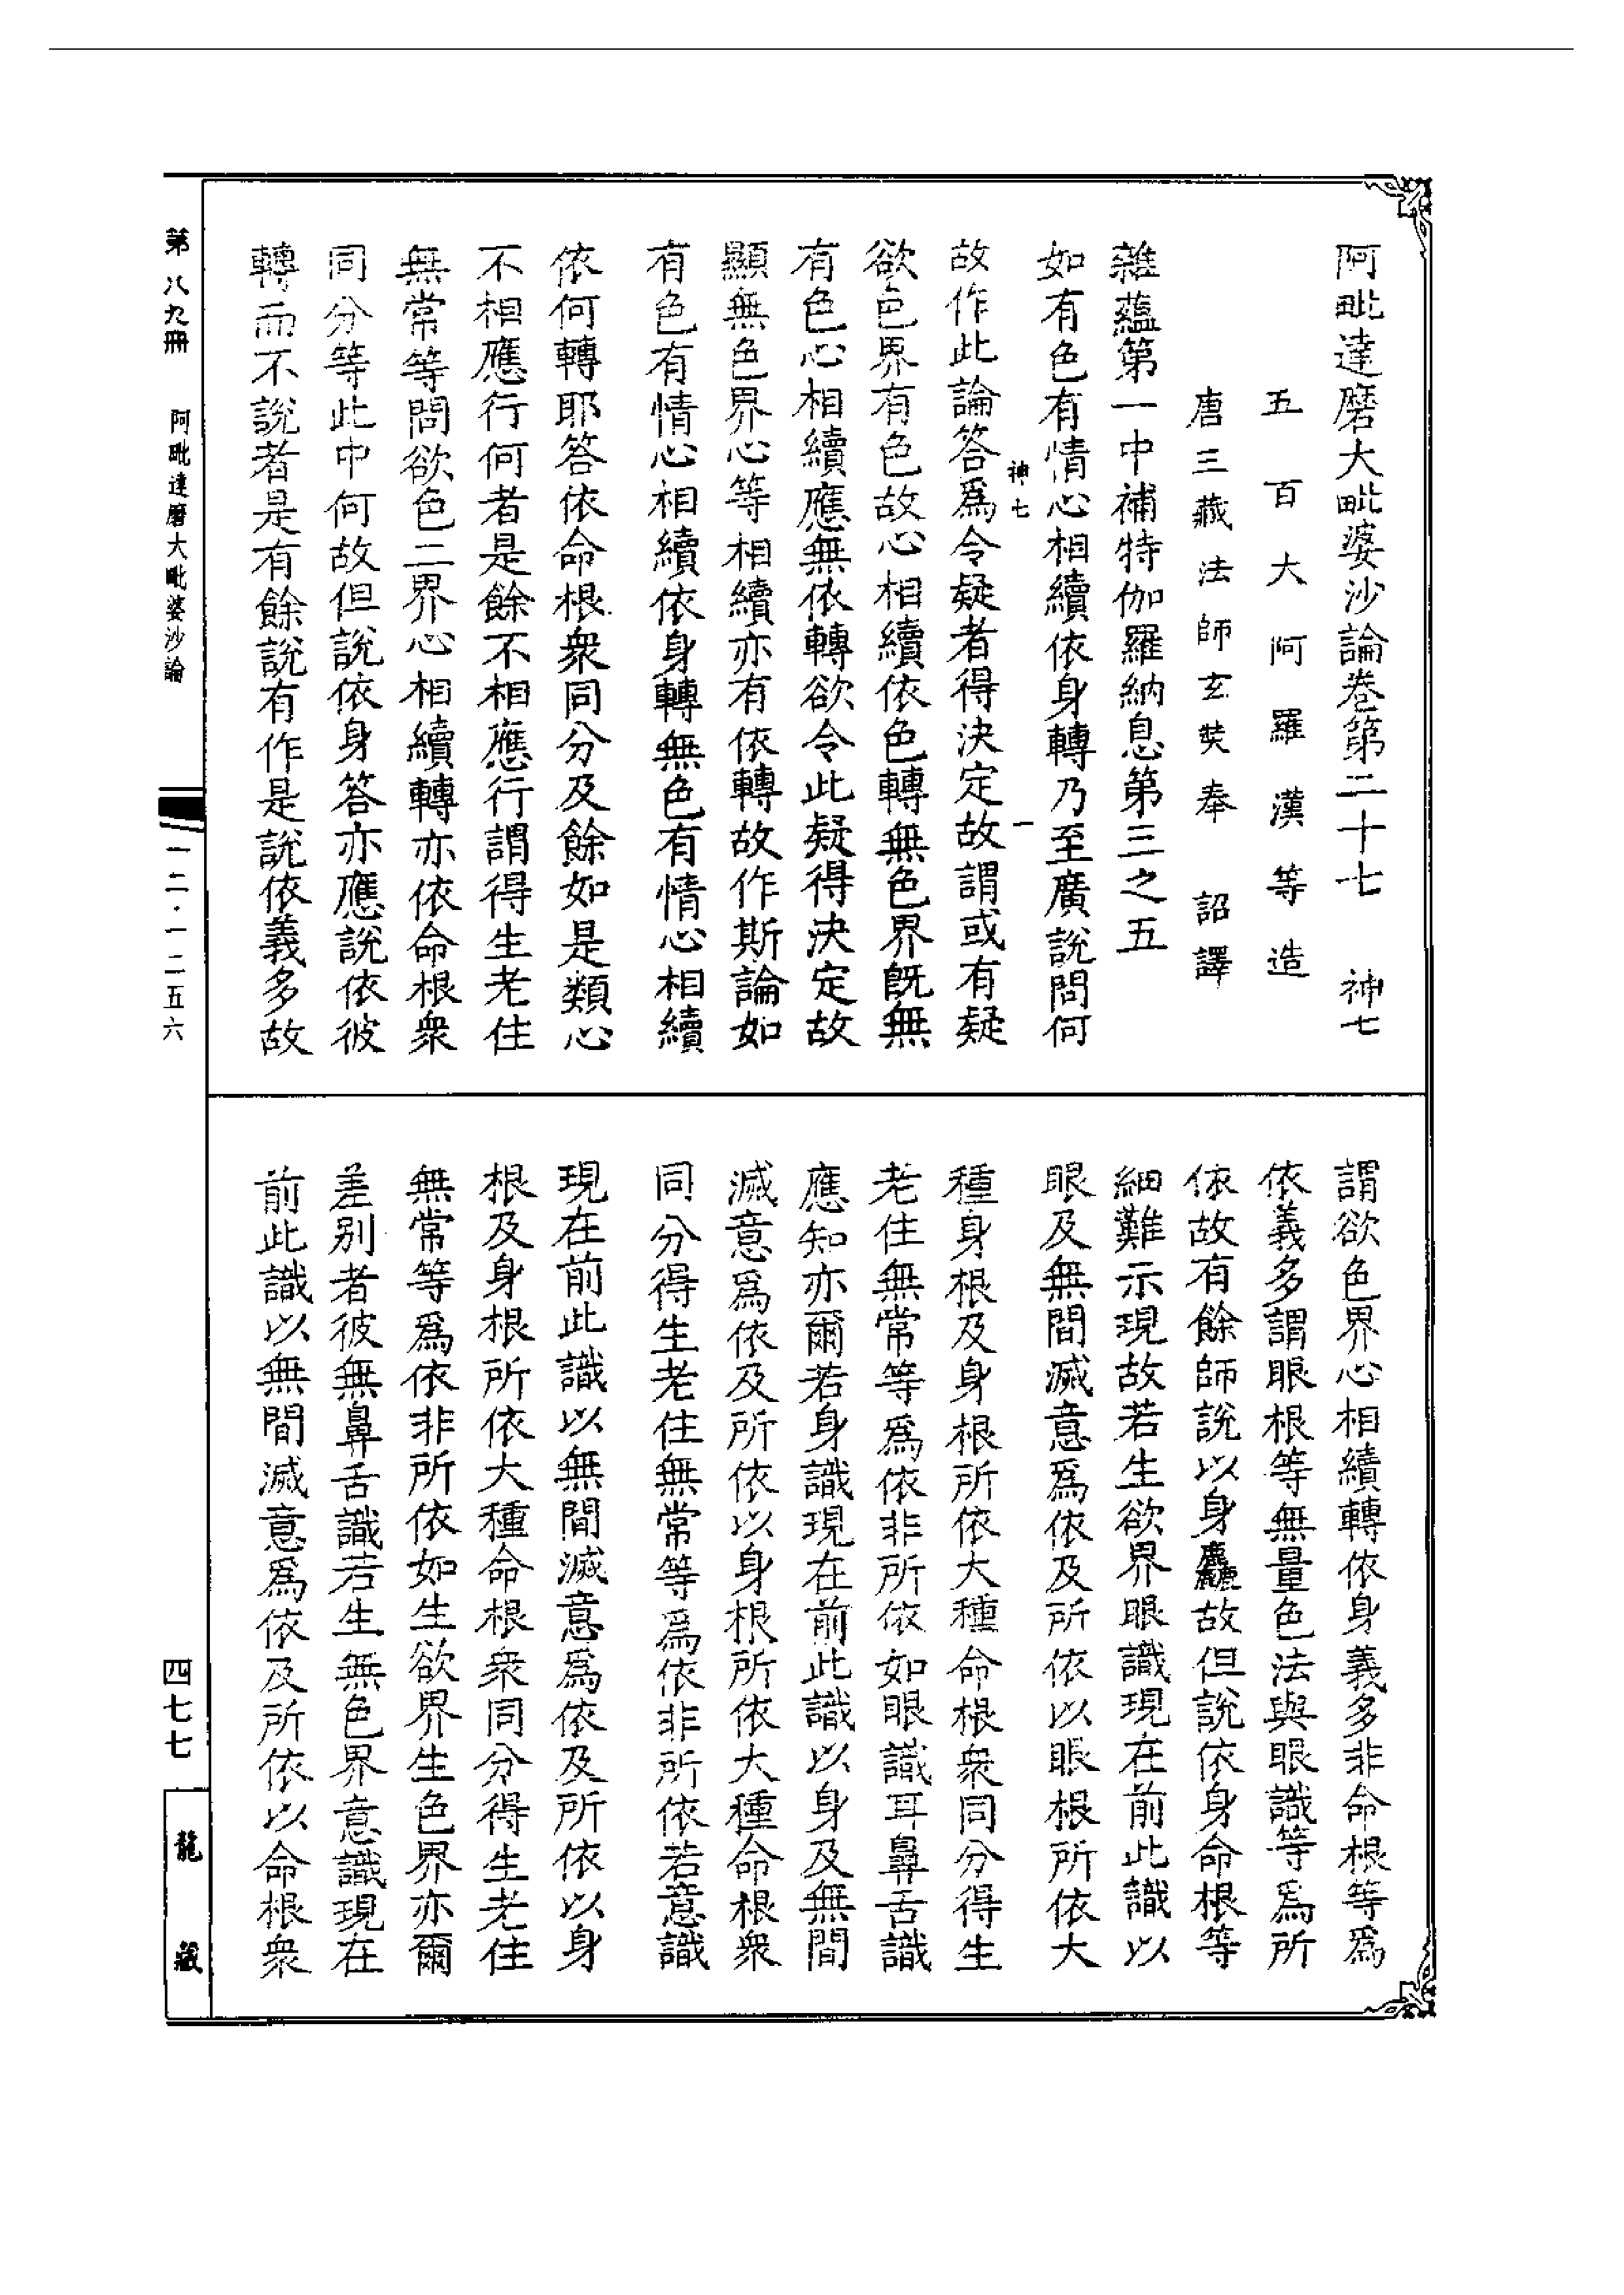 阿毗達磨大毗婆沙論卷第二十七　神七
五百大阿羅漢等造
唐三藏法師玄奘奉　詔譯
雜蘊第一中補特伽羅納息第三之五
如有色有情心相續依身轉乃至廣說問何
神七　一
故作此論答爲令疑者得決定故謂或有疑
欲色界有色故心相續依色轉無色界旣無
有色心相續應無依轉欲令此疑得決定故
顯無色界心等相續亦有依轉故作斯論如
有色有情心相續依身轉無色有情心相續
依何轉耶答依命根衆同分及餘如是類心
不相應行何者是餘不相應行謂得生老住
無常等問欲色二界心相續轉亦依命根衆
同分等此中何故但說依身答亦應說依彼
轉而不說者是有餘說有作是說依義多故
謂欲色界心相續轉依身義多非命根等爲
依義多謂眼根等無量色法與眼識等爲所
依故有餘師說以身麤故但說依身命根等
細難示現故若生欲界眼識現在前此識以
眼及無間滅意爲依及所依以眼根所依大
種身根及身根所依大種命根衆同分得生
老住無常等爲依非所依如眼識耳鼻舌識
應知亦爾若身識現在前此識以身及無間
滅意爲依及所依以身根所依大種命根衆
同分得生老住無常等爲依非所依若意識
現在前此識以無間滅意爲依及所依以身
根及身根所依大種命根衆同分得生老住
無常等爲依非所依如生欲界生色界亦爾
差别者彼無鼻舌識若生無色界意識現在
前此識以無間滅意爲依及所依以命根衆
第八九冊　阿毗達磨大毗婆沙論
一二·一二五六
四七七
龍藏